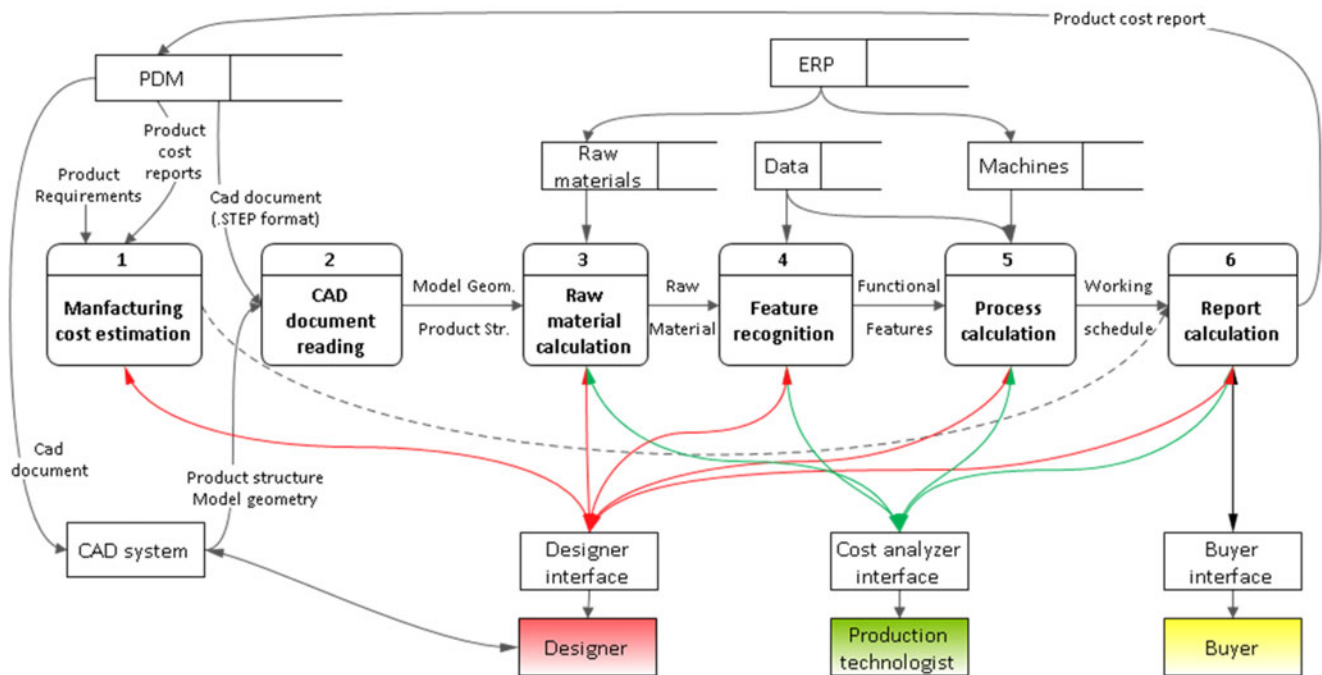 Product cost report
PDM
ERP
Product
cost
reports
Raw
materials
Data
Machines
Product
Requirements
Cad document
(.STEP format)
1
Manfacturing
cost estimation
2
CAD
document
reading
Model Geom.
Product Str.
3
Raw
material
calculation
Raw
Material
4
Feature
recognition
Functional
Features
5
Process
calculation
Working
schedule
6
Report
calculation
Cad
document
Product structure
Model geometry
CAD system
Designer
interface
Cost analyzer
interface
Buyer
interface
Designer
Production
technologist
Buyer